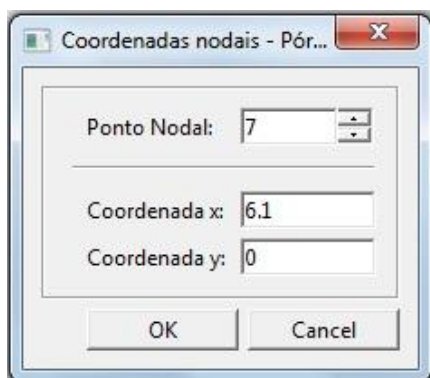 Coordenadas nodais - Pór...
Ponto Nodal: 7
Coordenada x: 6.1
Coordenada y: 0
OK Cancel